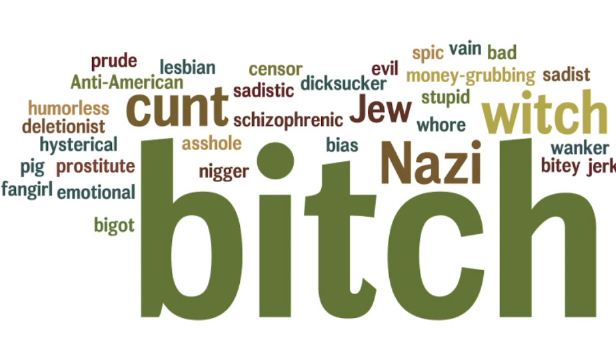 prude
lesbian
censor
evil
spic
vain
bad
Anti-American
sadistic
dicksucker
money-grubbing
sadist
humorless
cunt
schizophrenic
Jew
stupid
witch
deletionist
whore
hysterical
asshole
bias
wanker
pig
prostitute
nigger
Nazi
bitey
jerk
fangirl
emotional
bigot
bitch